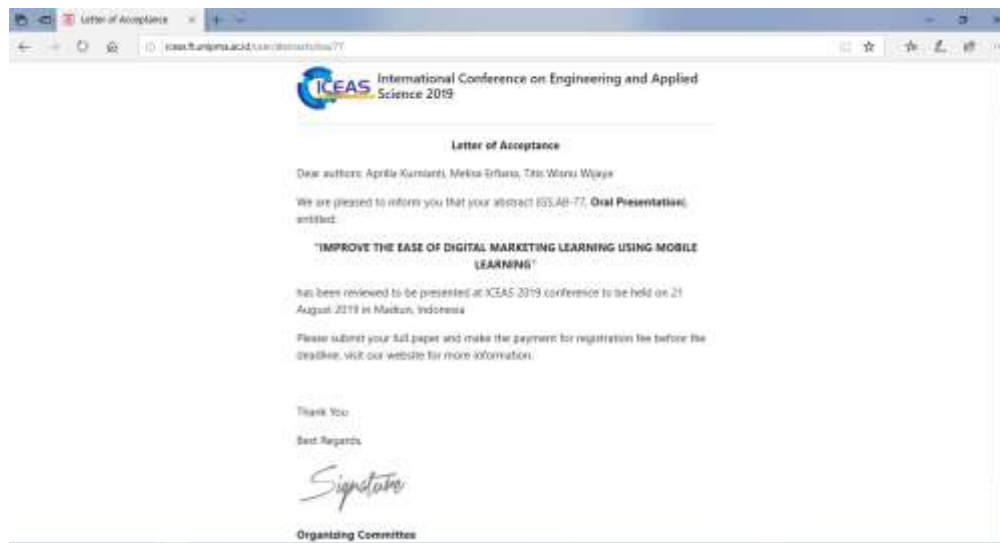 Letter of Acceptance
ICEAS
International Conference on Engineering and Applied
Science 2019
Letter of Acceptance
Dear authors: Aprilia Kurnianti, Melisa Erfiana, Titis Wisnu Wijaya
We are pleased to inform you that your abstract Oral Presentation),
entitled:
"IMPROVE THE EASE OF DIGITAL MARKETING LEARNING USING MOBILE
LEARNING"
has been reviewed to be presented at ICEAS 2019 conference to be held on 21
August 2019 in Madiun, Indonesia
Please submit your full paper and make the payment for registration fee before the
deadline, visit our website for more information.
Thank You
Best Regards
Signature
Organizing Committee